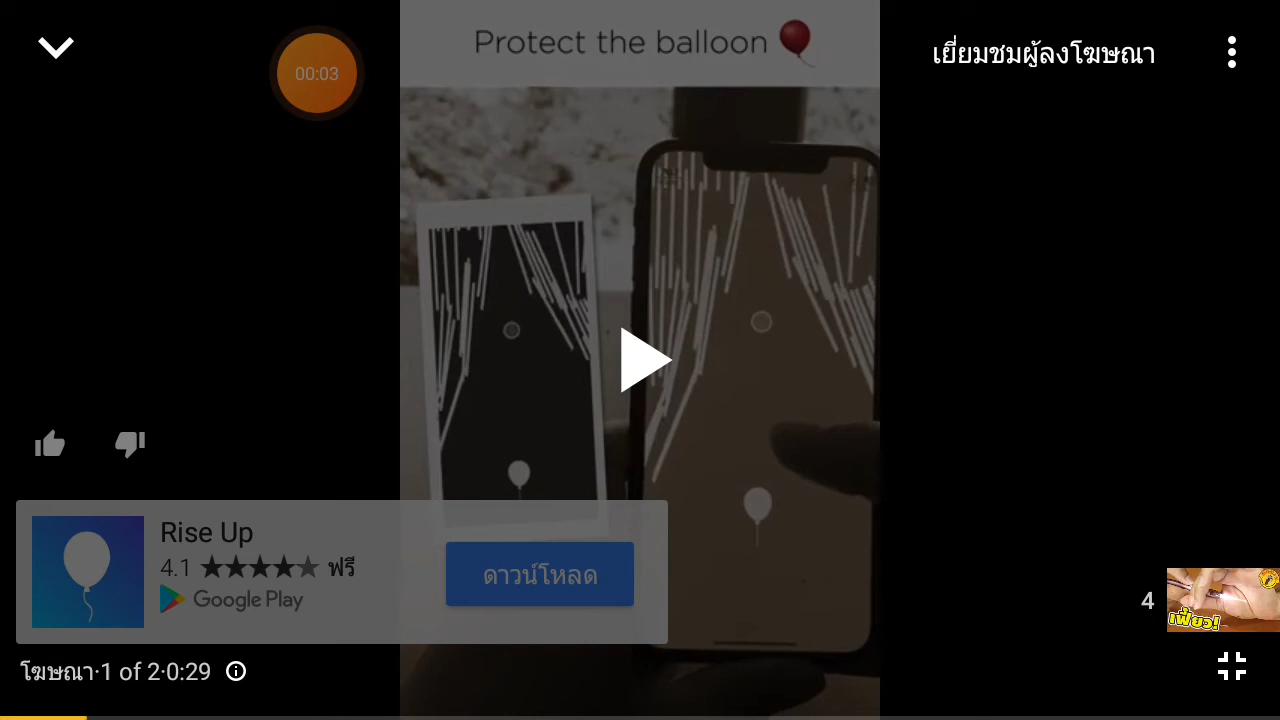 Protect the balloon
00:03
เยี่ยมชมผู้ลงโฆษณา
Rise Up
4.1 ★★★★★ ฟรี
Google Play
ดาวน์โหลด
4
เฟี้ยว!
โฆษณา·1 of 2·0:29